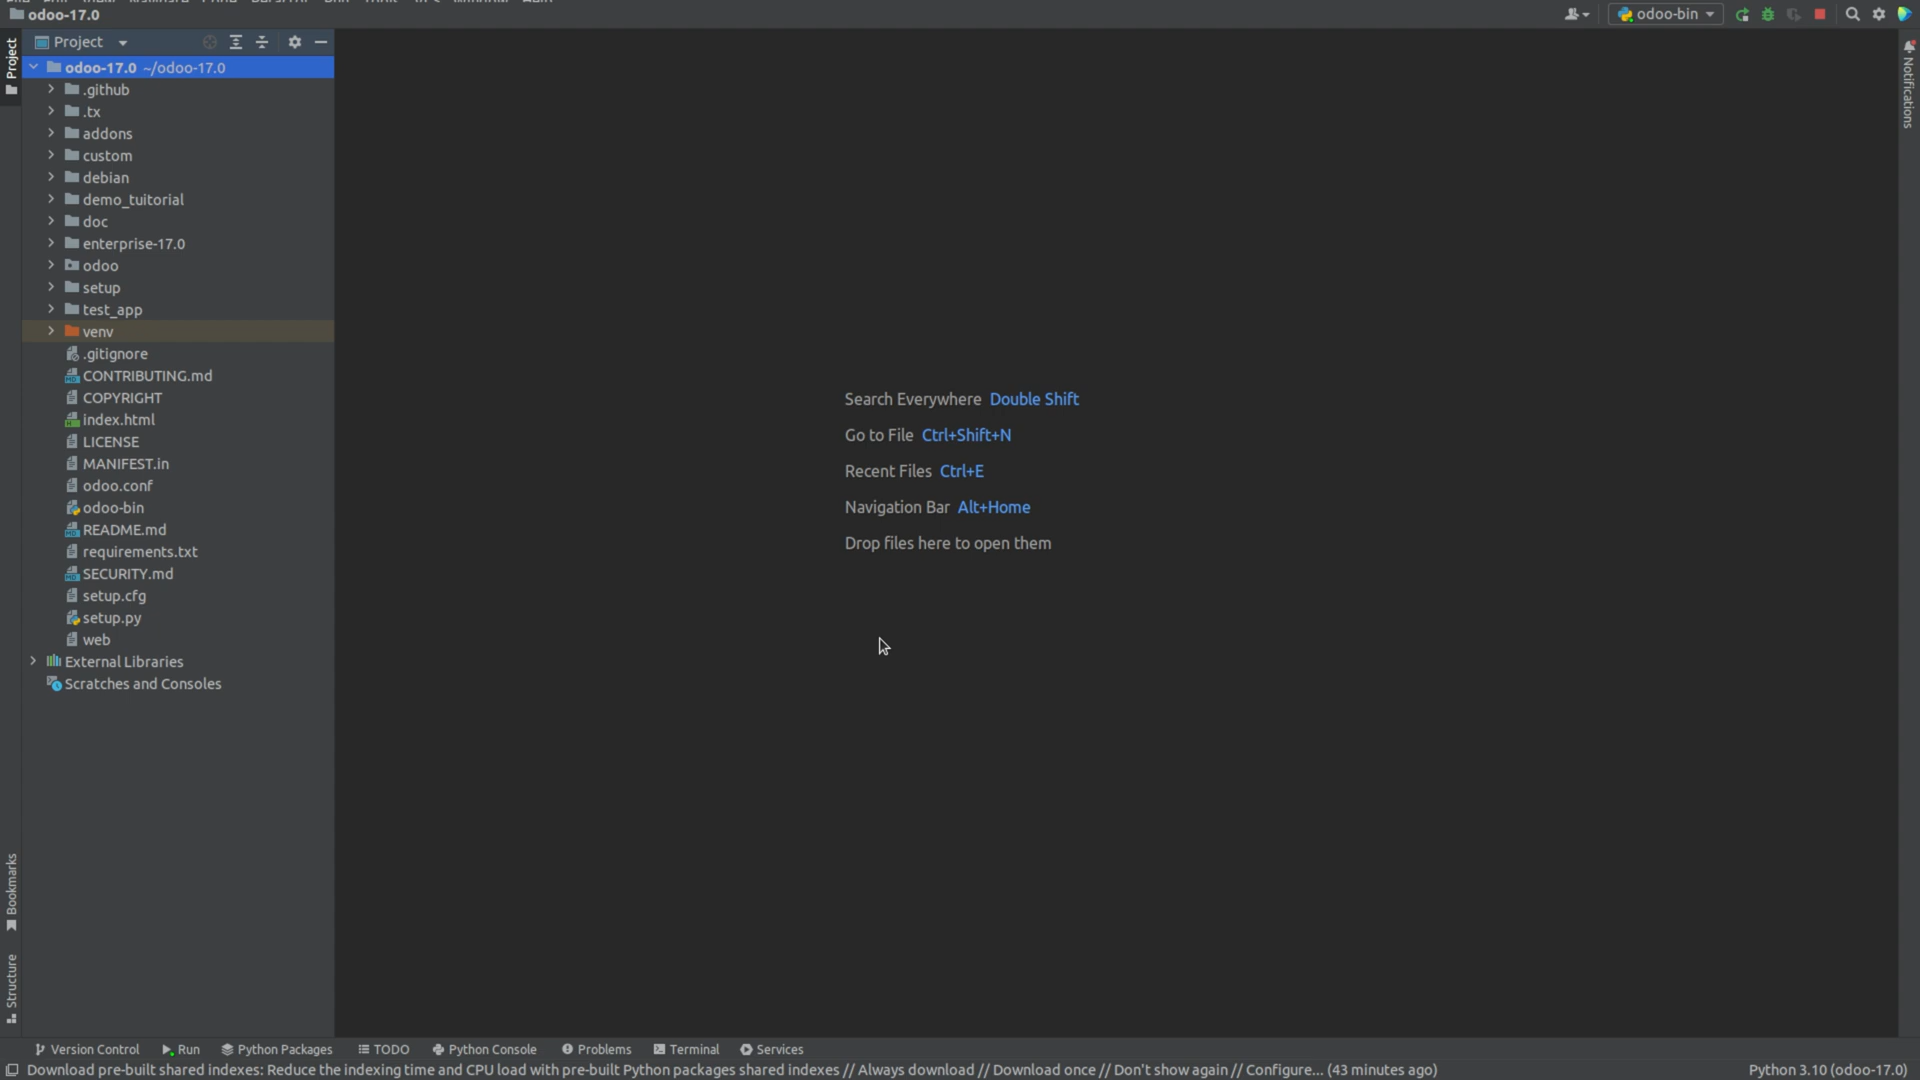 odoo-17.0
odoo-bin
Project
Project
odoo-17.0 ~/odoo-17.0
.github
.tx
addons
custom
debian
demo_tuitorial
doc
enterprise-17.0
odoo
setup
test_app
venv
.gitignore
CONTRIBUTING.md
COPYRIGHT
index.html
LICENSE
MANIFEST.in
odoo.conf
odoo-bin
README.md
requirements.txt
SECURITY.md
setup.cfg
setup.py
web
External Libraries
Scratches and Consoles
Search Everywhere Double Shift
Go to File Ctrl+Shift+N
Recent Files Ctrl+E
Navigation Bar Alt+Home
Drop files here to open them
Notifications
Bookmarks
Structure
Version Control Run Python Packages TODO Python Console Problems Terminal Services
Download pre-built shared indexes: Reduce the indexing time and CPU load with pre-built Python packages shared indexes // Always download // Download once // Don't show again // Configure... (43 minutes ago)
Python 3.10 (odoo-17.0)